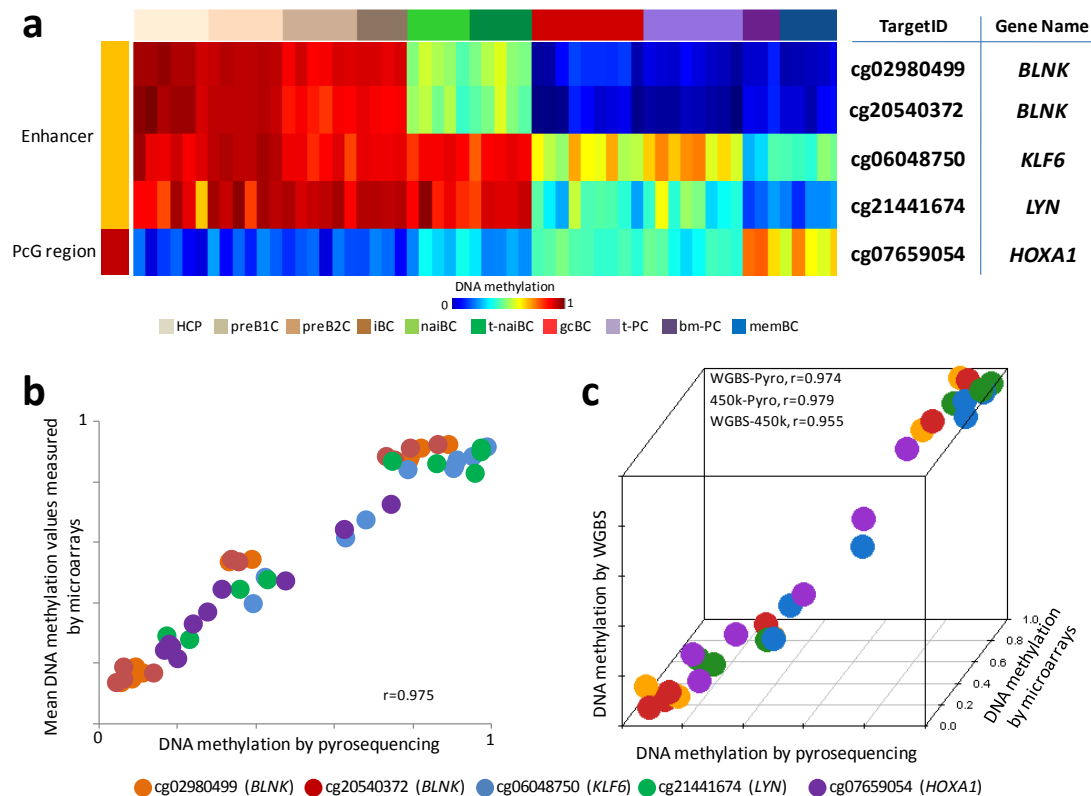 a
TargetID Gene Name
cg02980499 BLNK
cg20540372 BLNK
Enhancer
cg06048750 KLF6
cg21441674 LYN
PcG region
cg07659054 HOXA1
DNA methylation
0 1
HCP preB1C preB2C iBC naiBC t-naiBC gcBC t-PC bm-PC memBC
b
1
Mean DNA methylation values measured
by microarrays
r=0.975
0 1
DNA methylation by pyrosequencing
c
WGBS-Pyro, r=0.974
450k-Pyro, r=0.979
WGBS-450k, r=0.955
DNA methylation by WGBS
1.0
0.8
0.6
0.4
0.2
0.0
DNA methylation
by microarrays
DNA methylation by pyrosequencing
cg02980499 (BLNK) cg20540372 (BLNK) cg06048750 (KLF6) cg21441674 (LYN) cg07659054 (HOXA1)